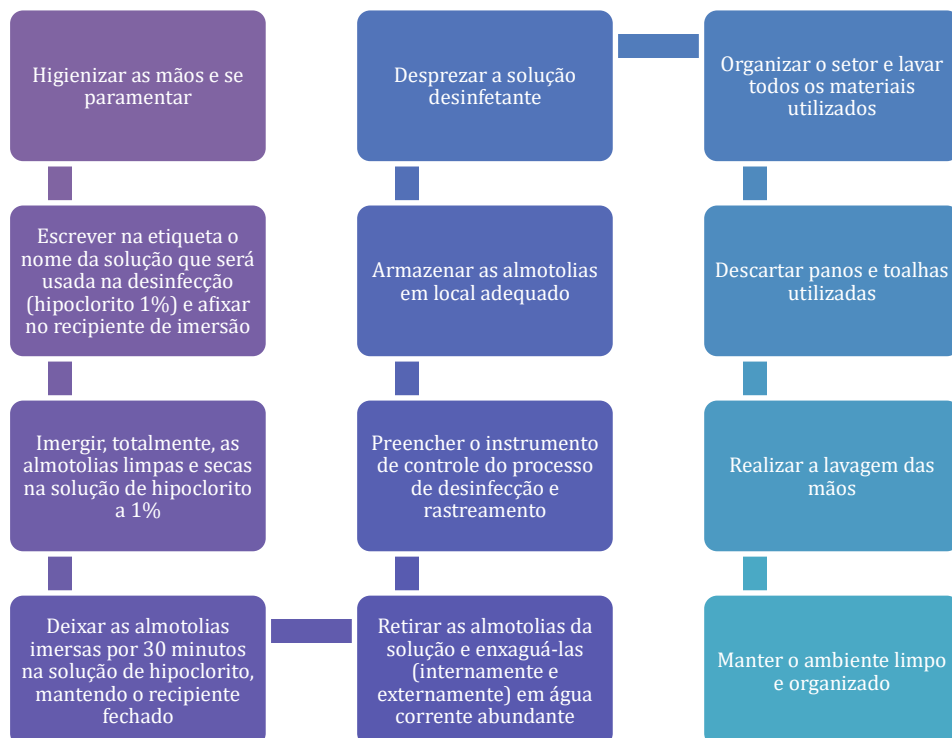 Higienizar as mãos e se
paramentar
Escrever na etiqueta o
nome da solução que será
usada na desinfecção
(hipoclorito 1%) e afixar
no recipiente de imersão
Imergir, totalmente, as
almotolias limpas e secas
na solução de hipoclorito
a 1%
Deixar as almotolias
imersas por 30 minutos
na solução de hipoclorito,
mantendo o recipiente
fechado
Retirar as almotolias da
solução e enxaguá-las
(internamente e
externamente) em água
corrente abundante
Preencher o instrumento
de controle do processo
de desinfecção e
rastreamento
Armazenar as almotolias
em local adequado
Desprezar a solução
desinfetante
Organizar o setor e lavar
todos os materiais
utilizados
Descartar panos e toalhas
utilizadas
Realizar a lavagem das
mãos
Manter o ambiente limpo
e organizado